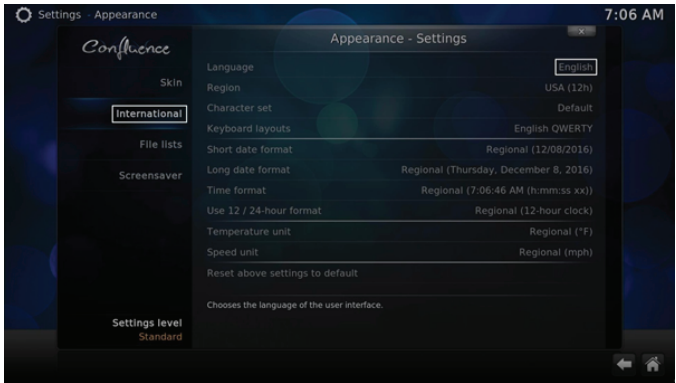 Settings - Appearance
7:06 AM
Confluence
Appearance - Settings
Skin
International
File lists
Screensaver
Language English
Region USA (12h)
Character set Default
Keyboard layouts English QWERTY
Short date format Regional (12/08/2016)
Long date format Regional (Thursday, December 8, 2016)
Time format Regional (7:06:46 AM (h:mm:ss xx))
Use 12 / 24-hour format Regional (12-hour clock)
Temperature unit Regional (°F)
Speed unit Regional (mph)
Reset above settings to default
Chooses the language of the user interface.
Settings level
Standard